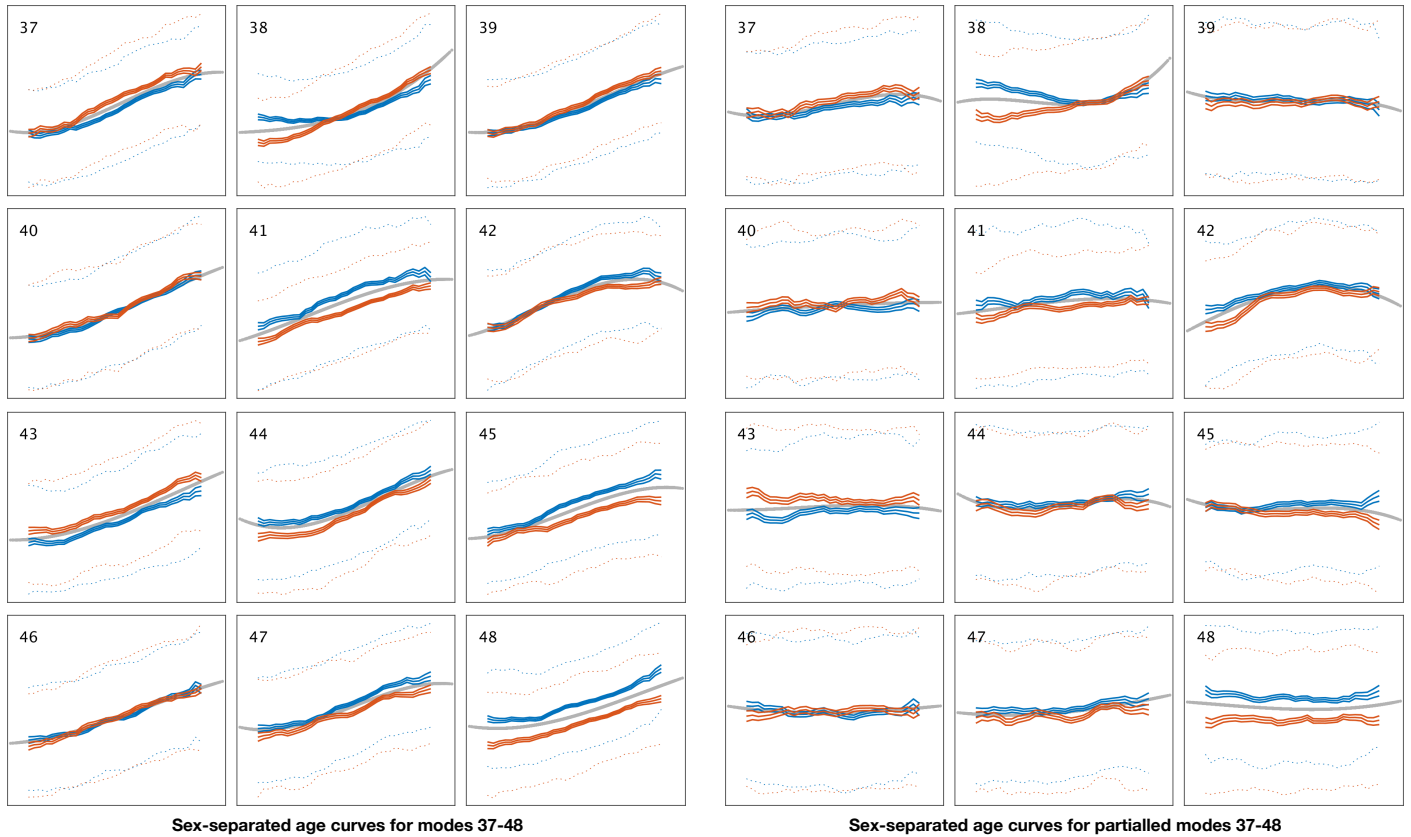 37 38 39 37 38 39
40 41 42 40 41 42
43 44 45 43 44 45
46 47 48 46 47 48
Sex-separated age curves for modes 37-48
Sex-separated age curves for partialled modes 37-48